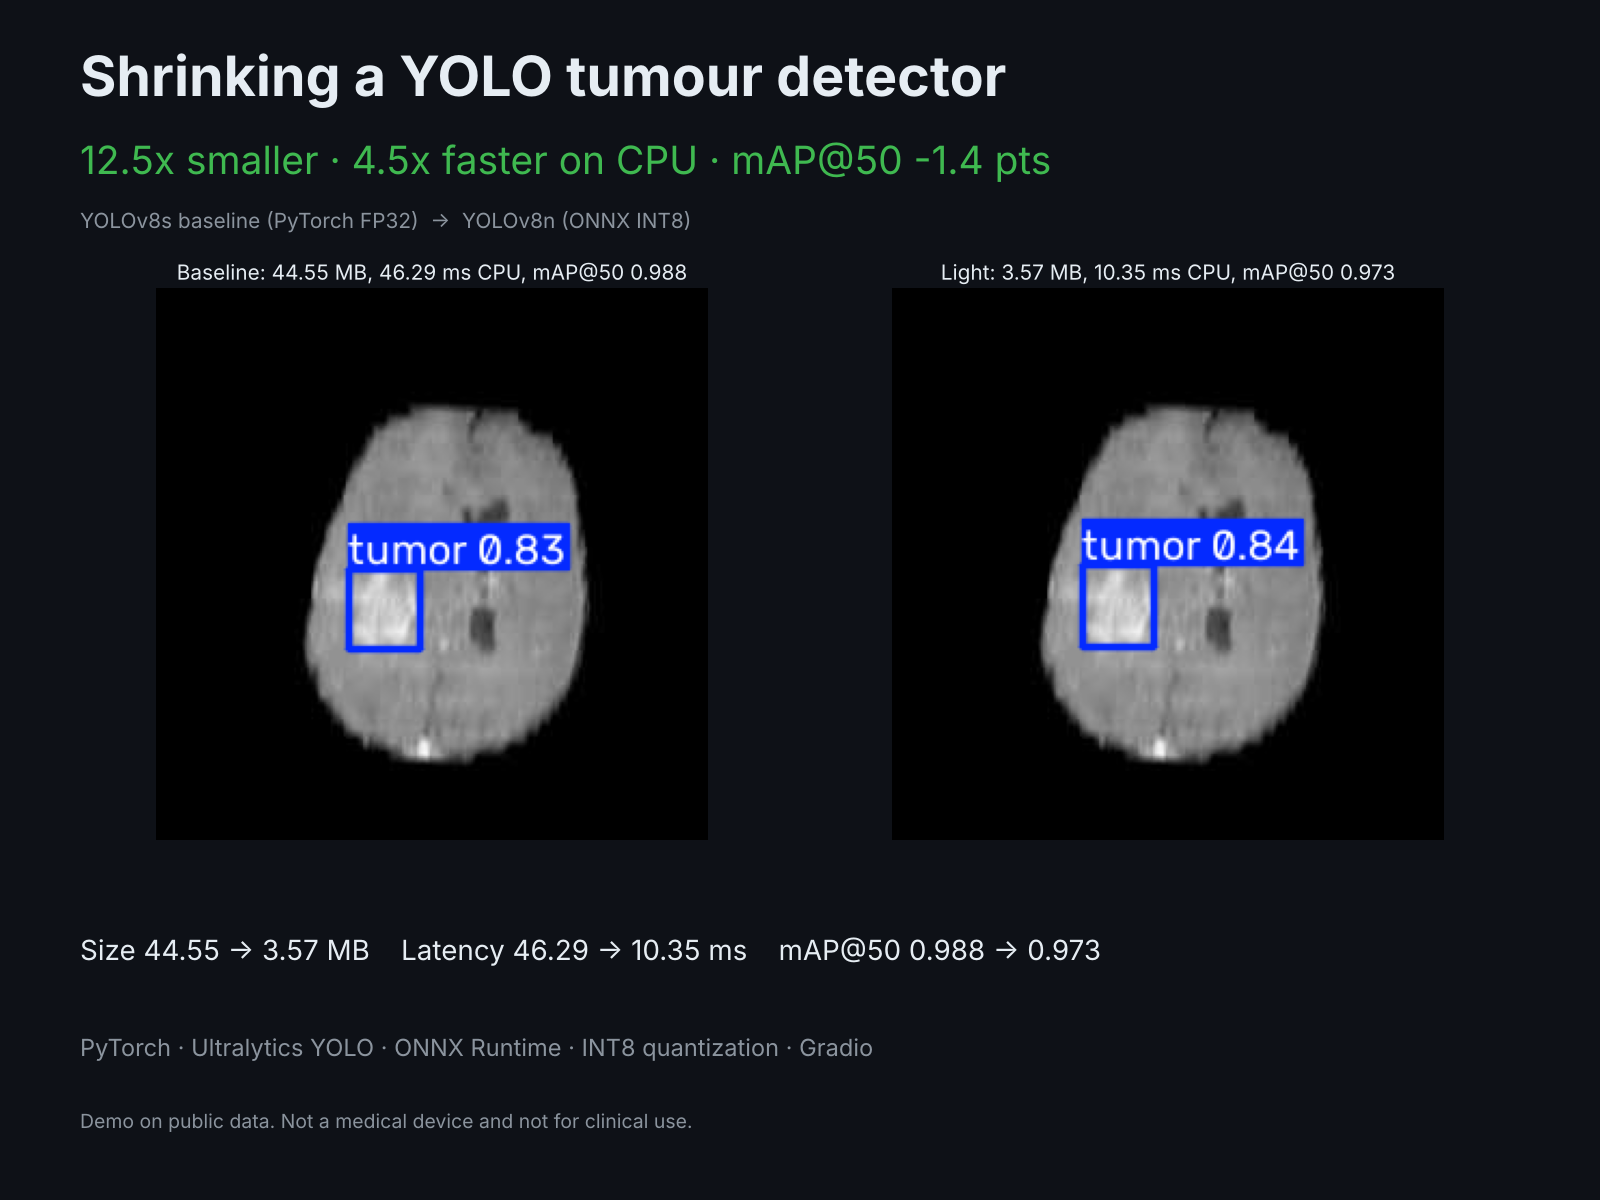 Shrinking a YOLO tumour detector
12.5x smaller · 4.5x faster on CPU · mAP@50 -1.4 pts
YOLOv8s baseline (PyTorch FP32) → YOLOv8n (ONNX INT8)
Baseline: 44.55 MB, 46.29 ms CPU, mAP@50 0.988
Light: 3.57 MB, 10.35 ms CPU, mAP@50 0.973
tumor 0.83
tumor 0.84
Size 44.55 → 3.57 MB Latency 46.29 → 10.35 ms mAP@50 0.988 → 0.973
PyTorch · Ultralytics YOLO · ONNX Runtime · INT8 quantization · Gradio
Demo on public data. Not a medical device and not for clinical use.